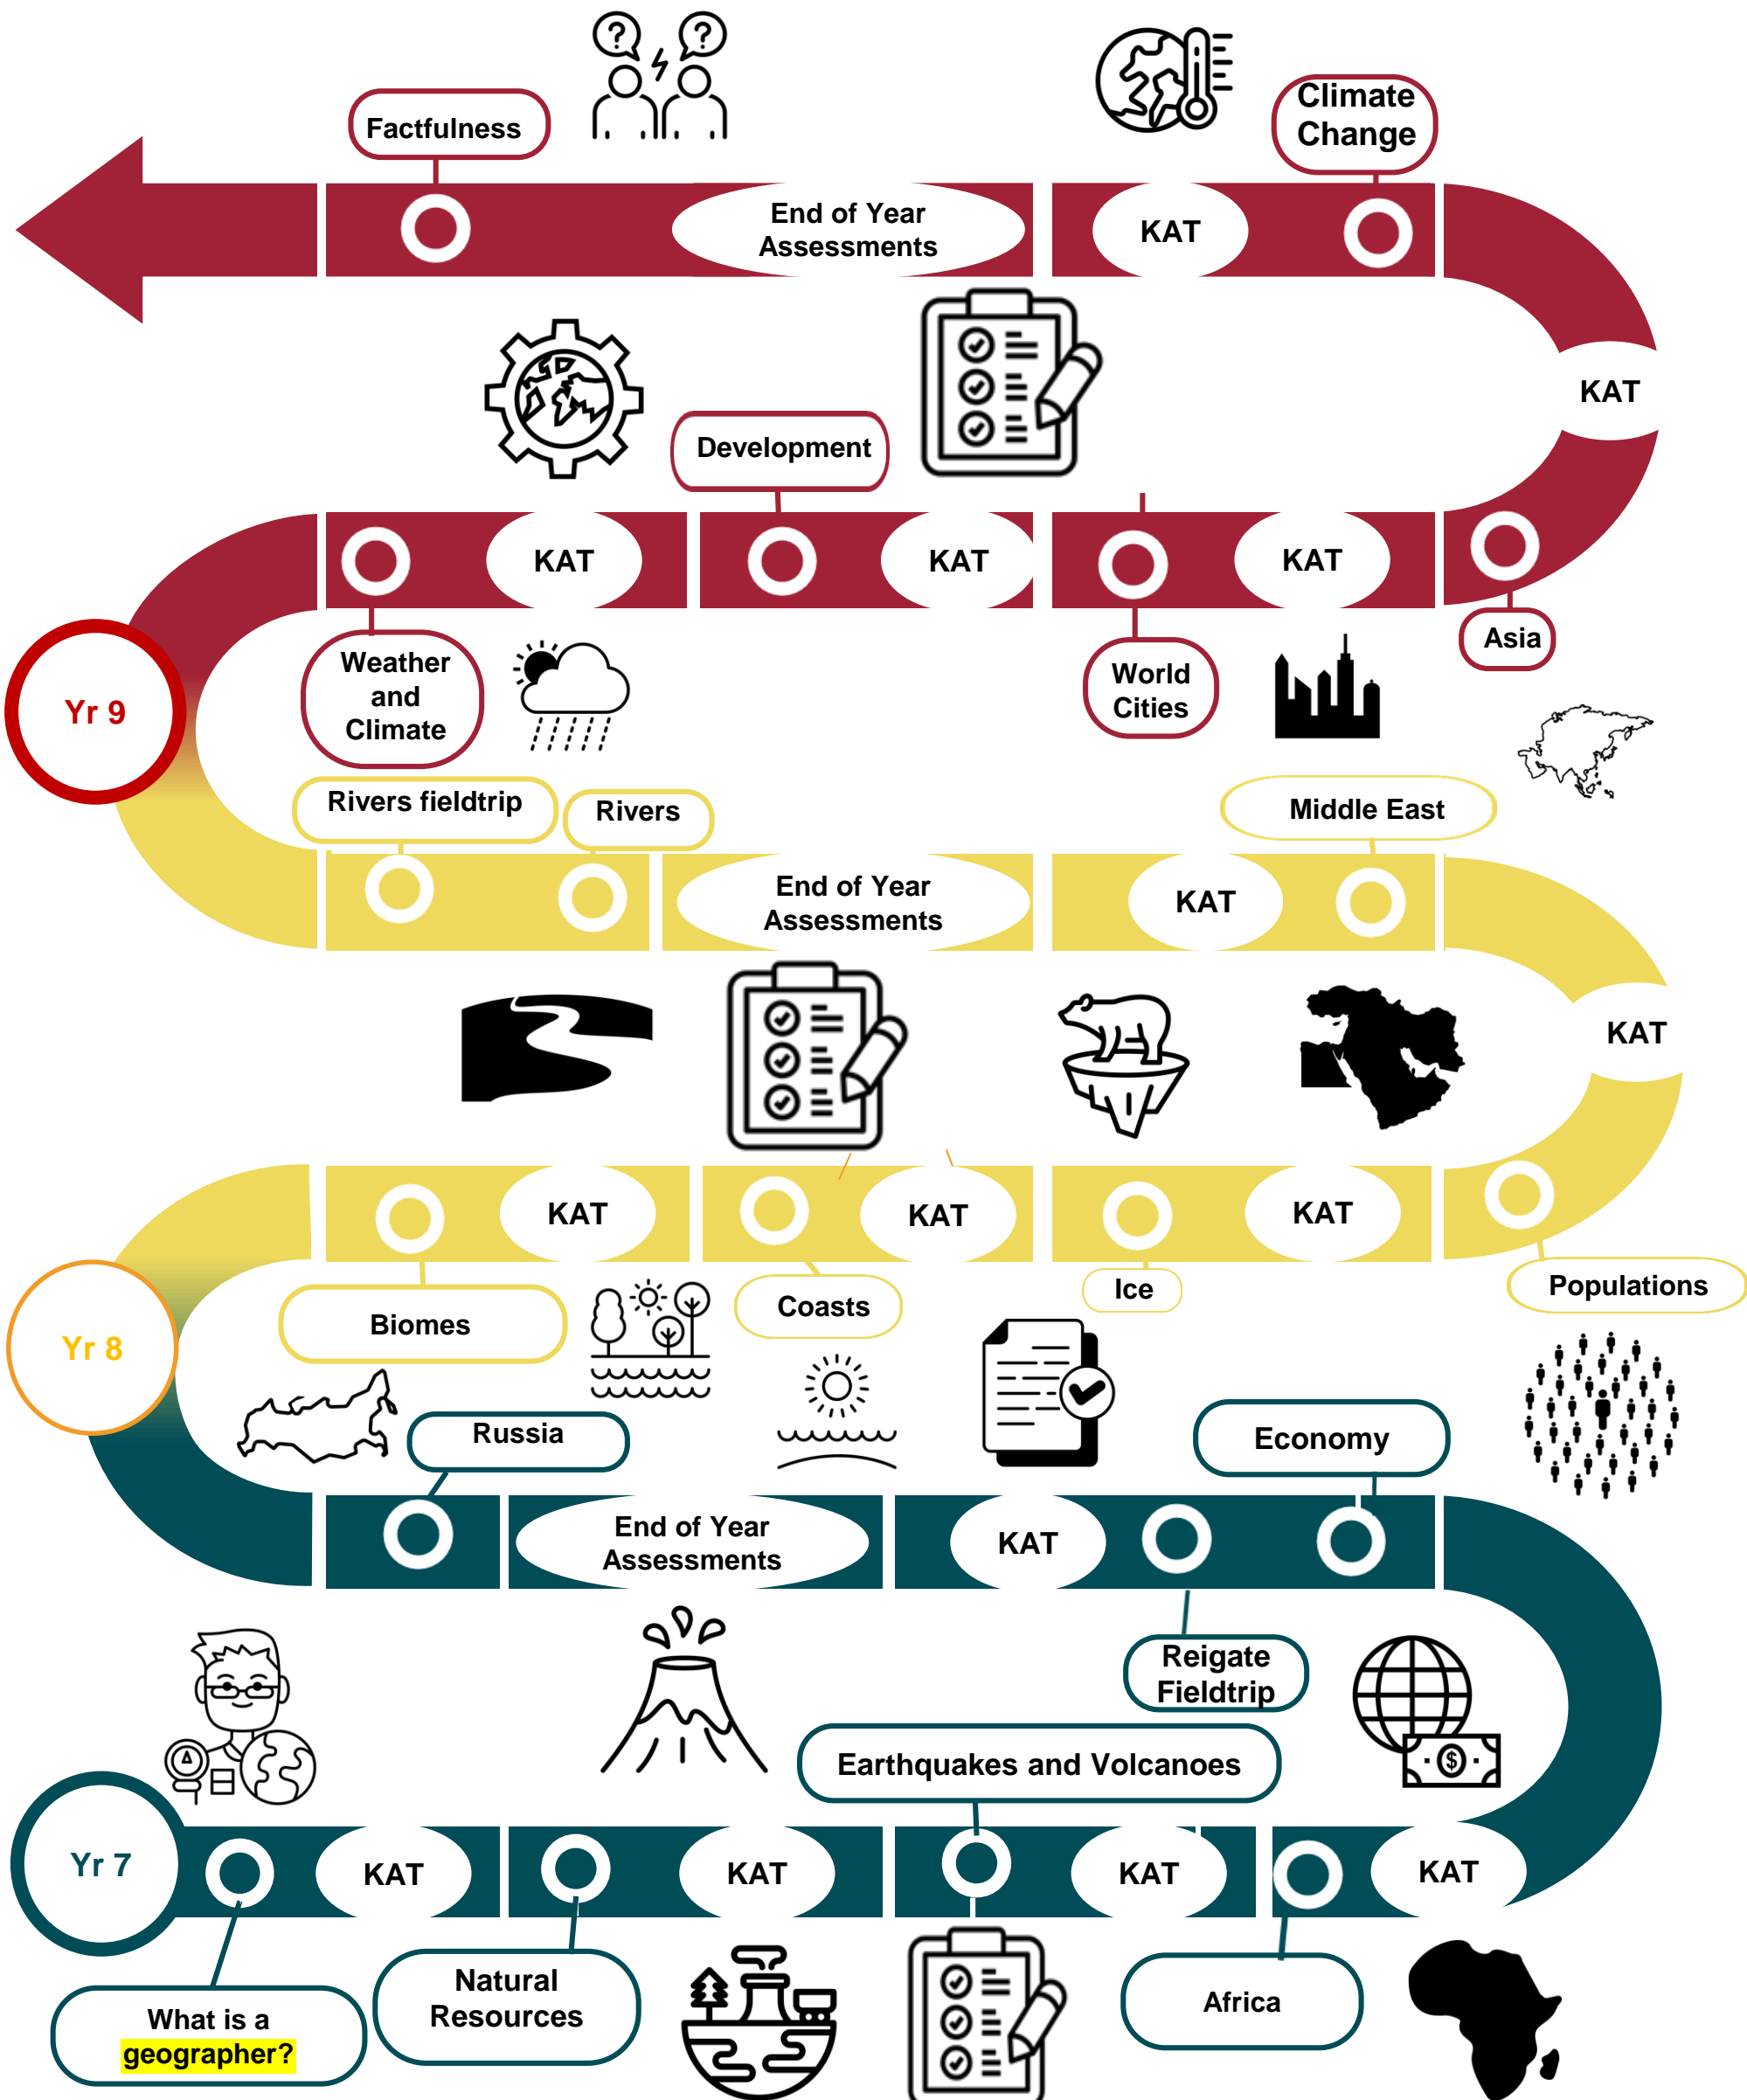 Factfulness
Climate
Change
End of Year
Assessments
KAT
KAT
Development
KAT
KAT
KAT
Weather
and
Climate
World
Cities
Asia
Yr 9
Rivers fieldtrip
Rivers
Middle East
End of Year
Assessments
KAT
KAT
KAT
KAT
KAT
Biomes
Coasts
Ice
Populations
Yr 8
Russia
Economy
End of Year
Assessments
KAT
Reigate
Fieldtrip
Earthquakes and Volcanoes
Yr 7
KAT
KAT
KAT
KAT
What is a
geographer?
Natural
Resources
Africa